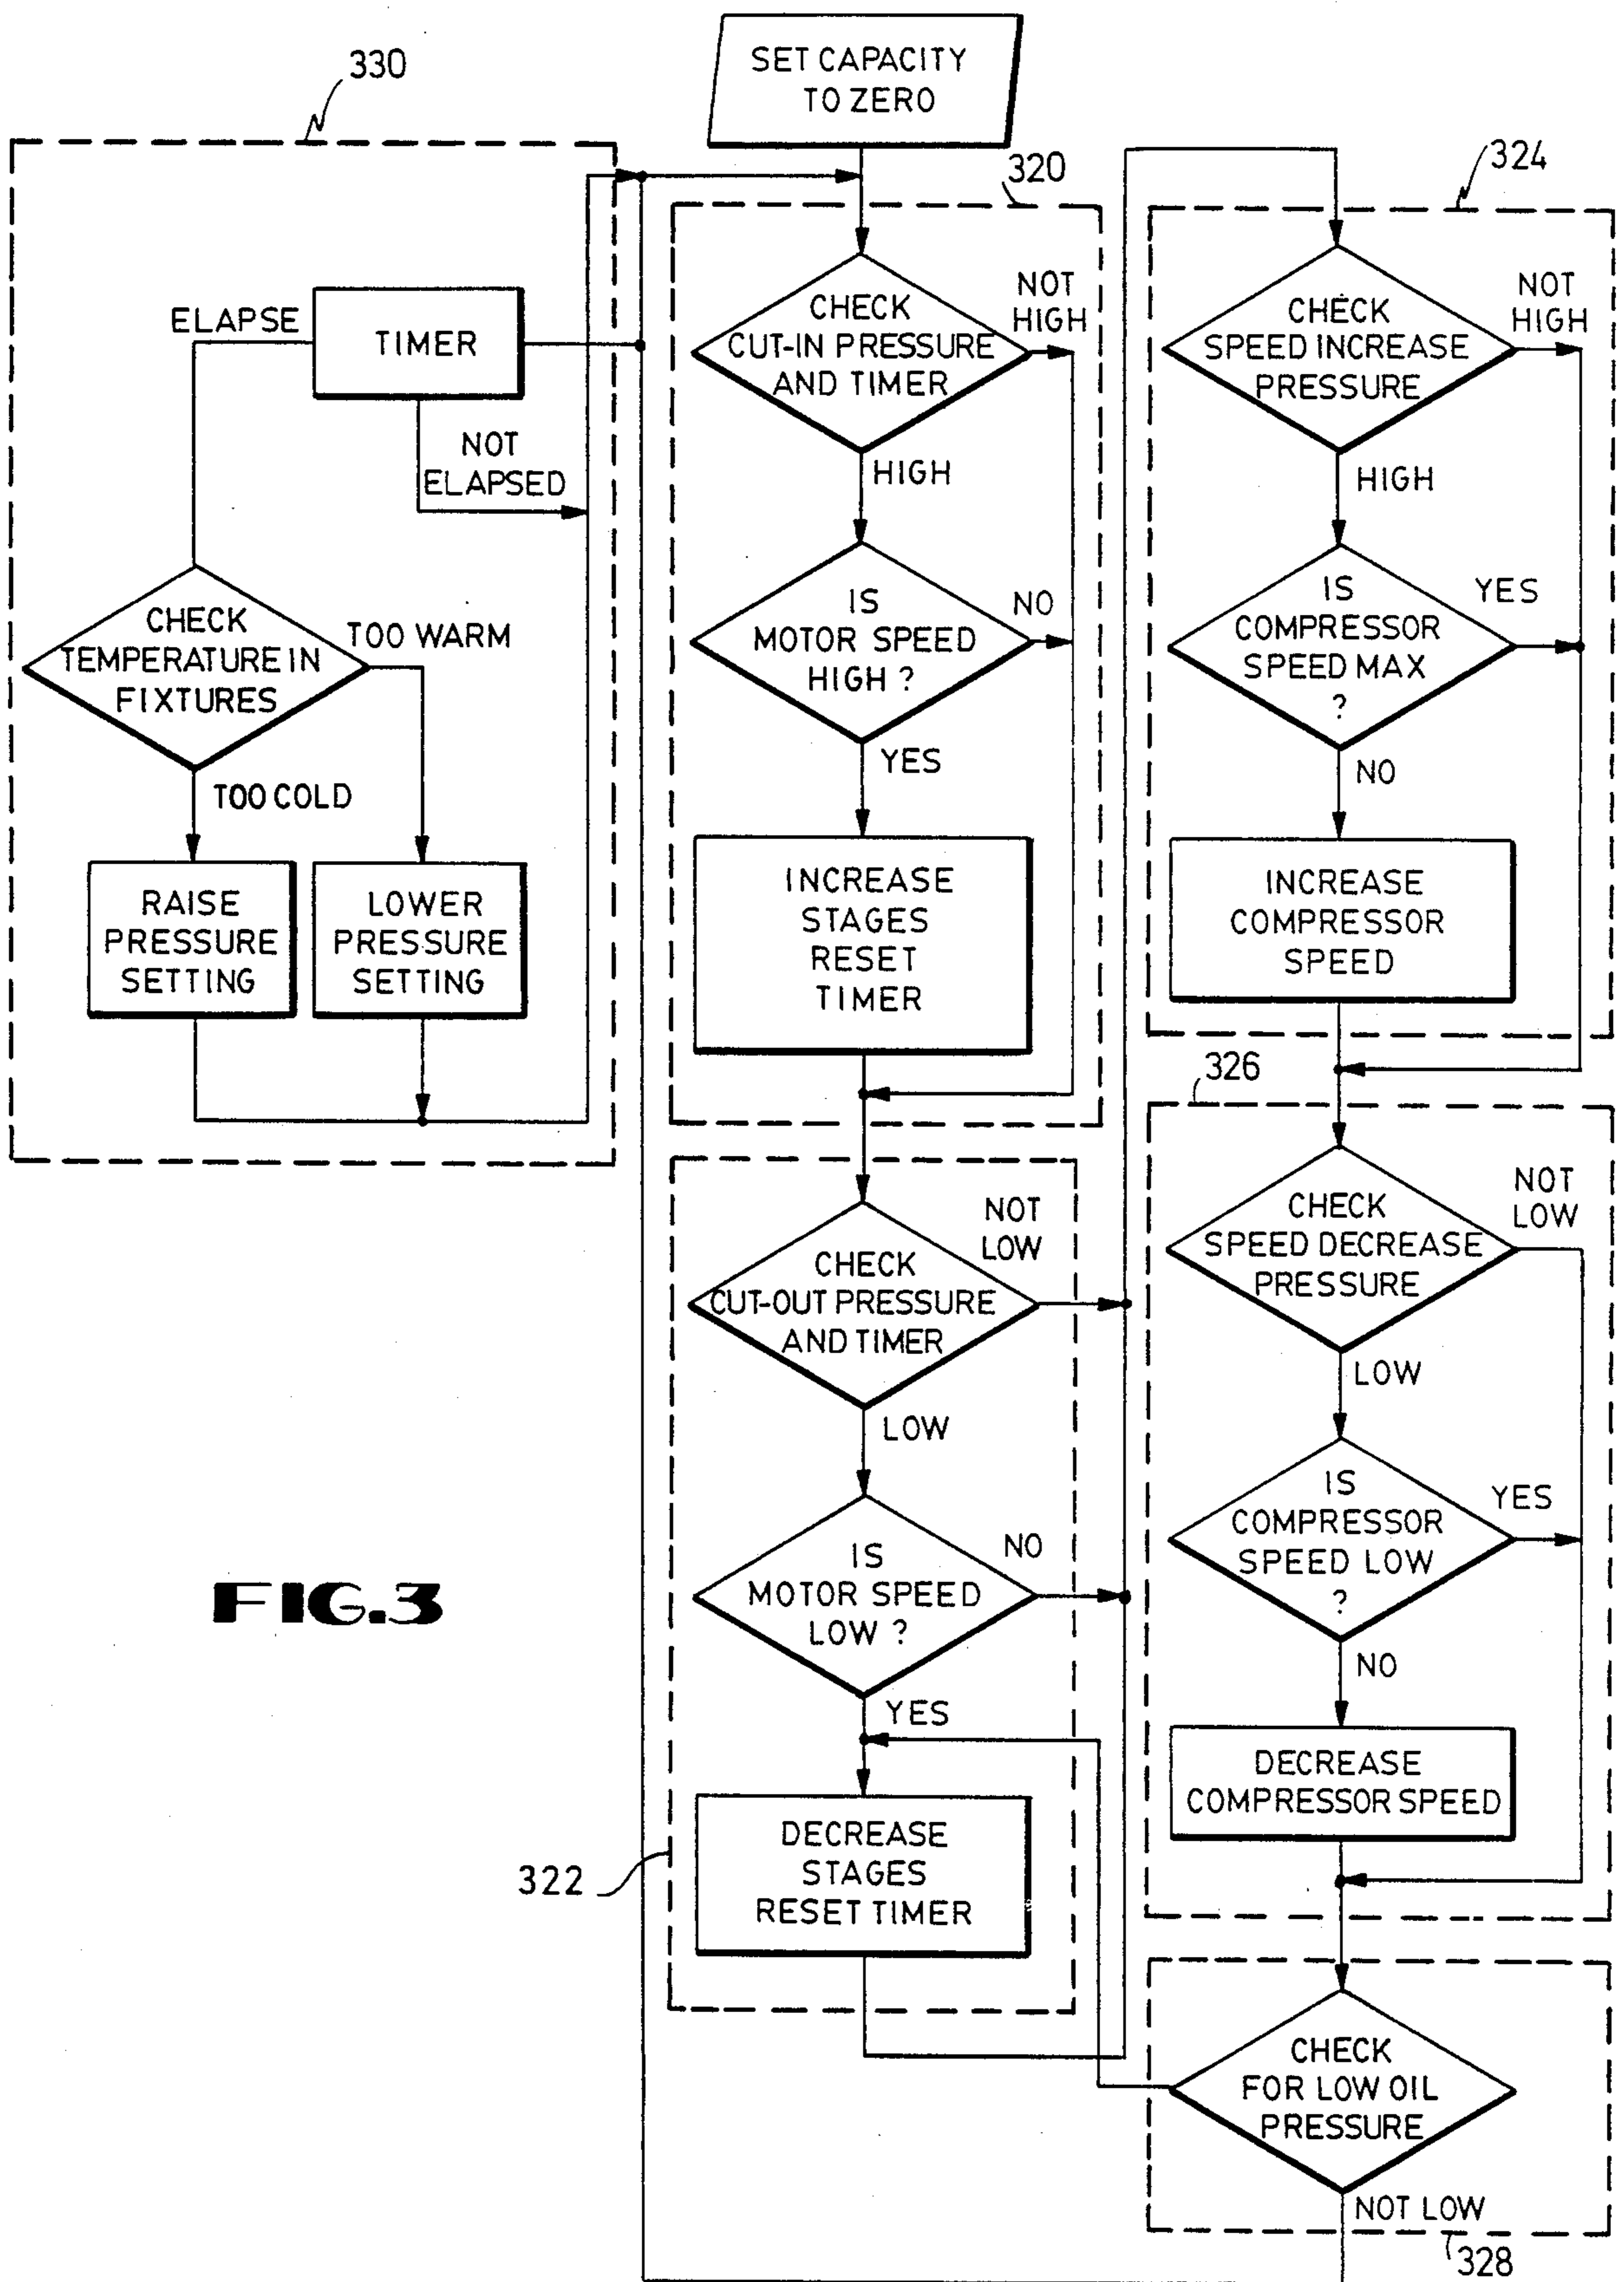 SET CAPACITY
TO ZERO
330
ELAPSE
TIMER
NOT
ELAPSED
CHECK
TEMPERATURE IN
FIXTURES
TOO WARM
TOO COLD
RAISE
PRESSURE
SETTING
LOWER
PRESSURE
SETTING
320
CHECK
CUT-IN PRESSURE
AND TIMER
NOT
HIGH
HIGH
IS
MOTOR SPEED
HIGH ?
NO
YES
INCREASE
STAGES
RESET
TIMER
CHECK
CUT-OUT PRESSURE
AND TIMER
NOT
LOW
LOW
IS
MOTOR SPEED
LOW ?
NO
YES
DECREASE
STAGES
RESET TIMER
322
324
CHECK
SPEED INCREASE
PRESSURE
NOT
HIGH
HIGH
IS
COMPRESSOR
SPEED MAX
?
YES
NO
INCREASE
COMPRESSOR
SPEED
326
CHECK
SPEED DECREASE
PRESSURE
NOT
LOW
LOW
IS
COMPRESSOR
SPEED LOW
?
YES
NO
DECREASE
COMPRESSOR SPEED
CHECK
FOR LOW OIL
PRESSURE
NOT LOW
328
FIG.3